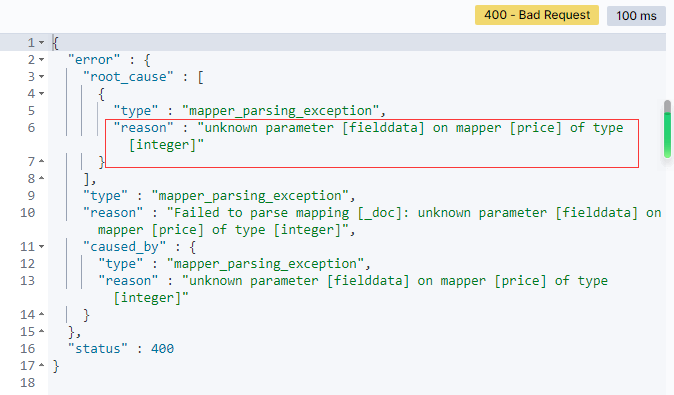 400 - Bad Request
100 ms
1 {
2 "error" : {
3 "root_cause" : [
4 {
5 "type" : "mapper_parsing_exception",
6 "reason" : "unknown parameter [fielddata] on mapper [price] of type
[integer]"
7 }
8 ],
9 "type" : "mapper_parsing_exception",
10 "reason" : "Failed to parse mapping [_doc]: unknown parameter [fielddata] on
mapper [price] of type [integer]",
11 "caused_by" : {
12 "type" : "mapper_parsing_exception",
13 "reason" : "unknown parameter [fielddata] on mapper [price] of type
[integer]"
14 }
15 },
16 "status" : 400
17 }
18